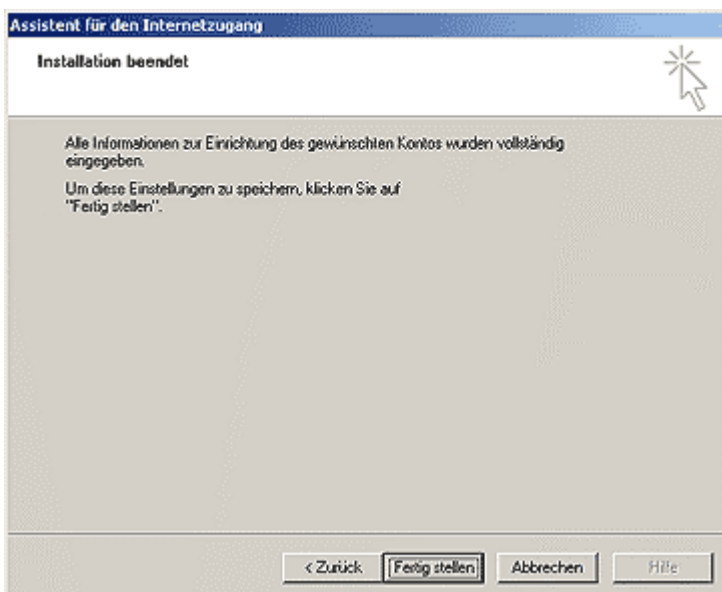 Assistent für den Internetzugang
Installation beendet
Alle Informationen zur Einrichtung des gewünschten Kontos wurden vollständig
eingegeben.
Um diese Einstellungen zu speichern, klicken Sie auf
"Fertig stellen".
< Zurück Fertig stellen Abbrechen Hilfe